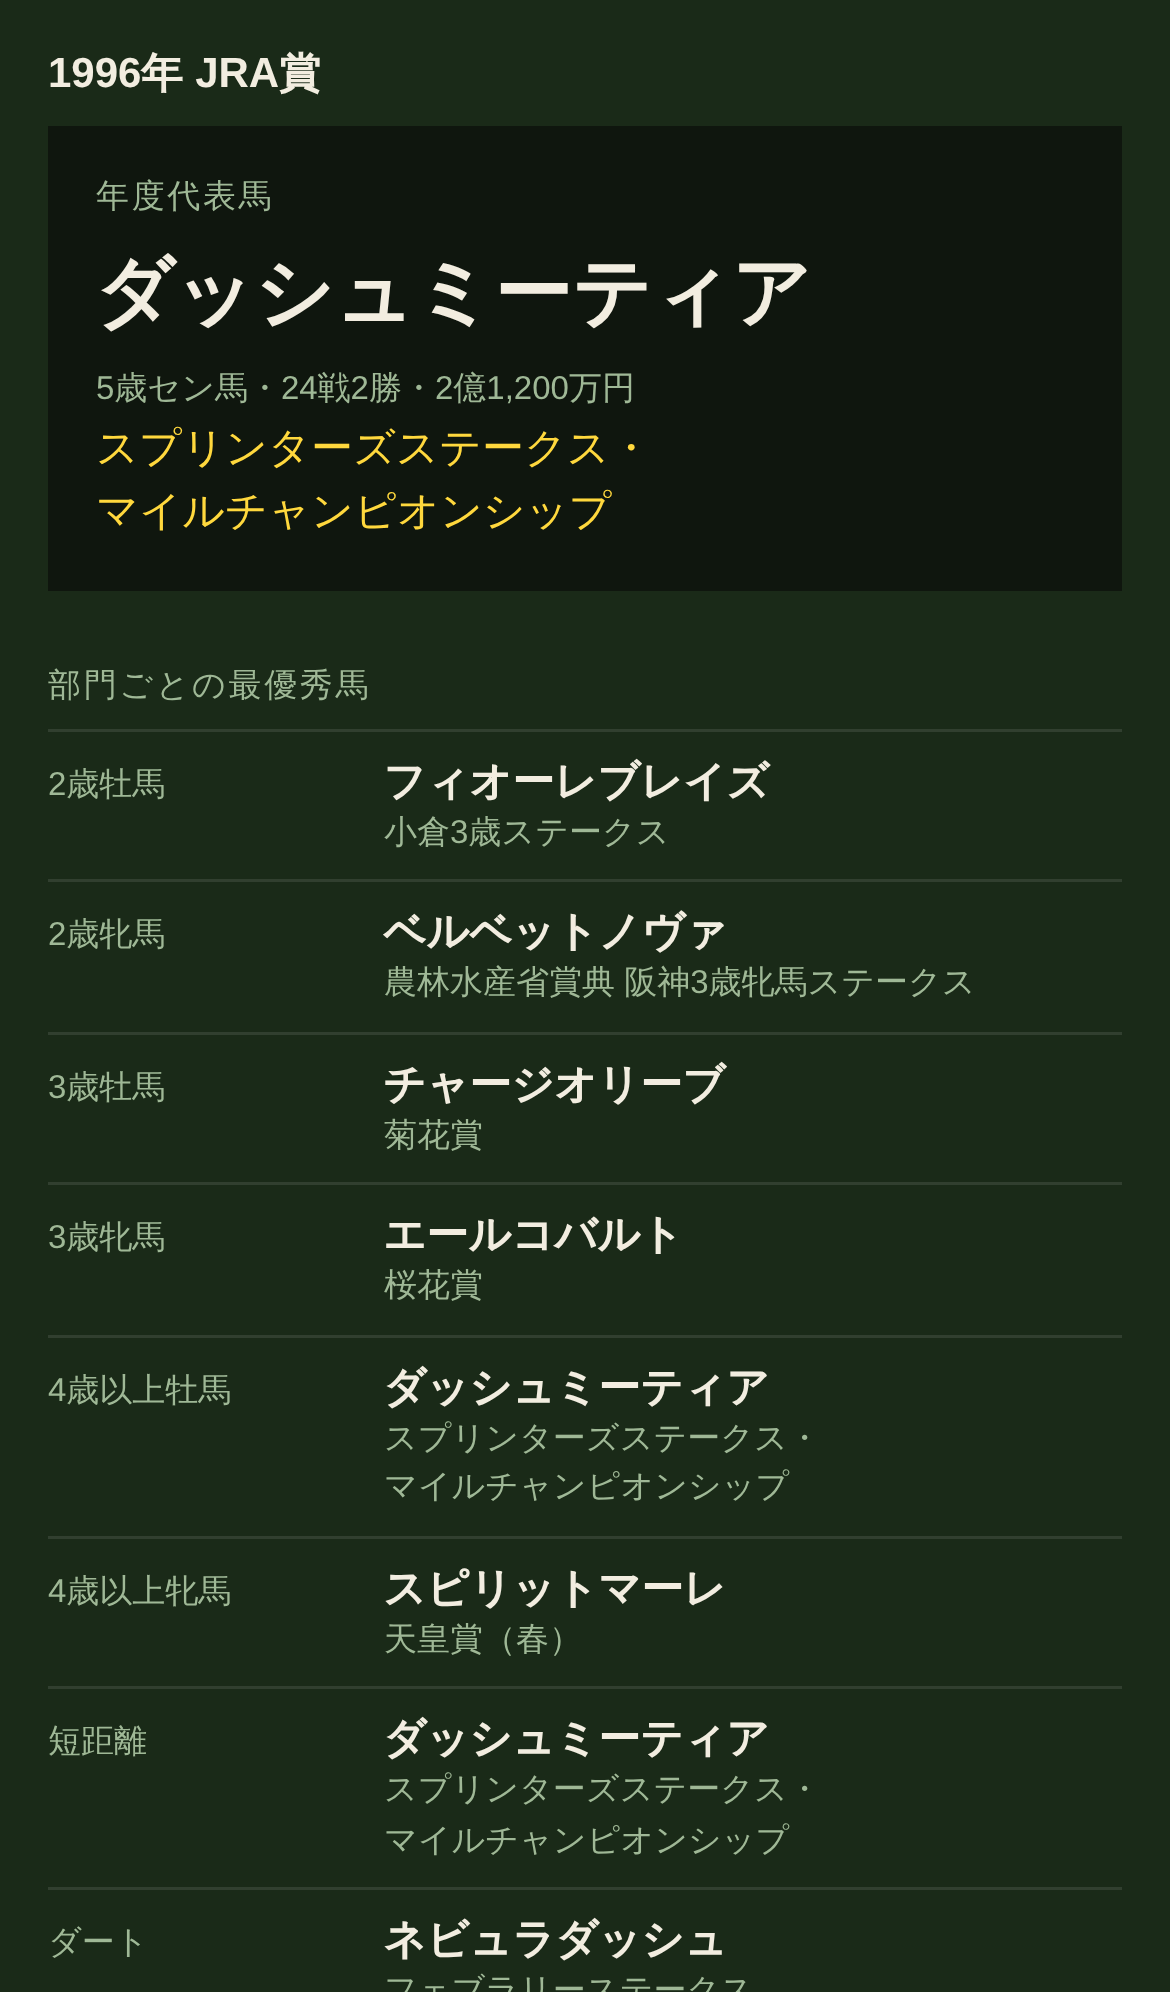 1996年 JRA賞
年度代表馬
ダッシュミーティア
5歳セン馬・24戦2勝・2億1,200万円
スプリンターズステークス・
マイルチャンピオンシップ
部門ごとの最優秀馬
2歳牡馬
フィオーレブレイズ
小倉3歳ステークス
2歳牝馬
ベルベットノヴァ
農林水産省賞典 阪神3歳牝馬ステークス
3歳牡馬
チャージオリーブ
菊花賞
3歳牝馬
エールコバルト
桜花賞
4歳以上牡馬
ダッシュミーティア
スプリンターズステークス・
マイルチャンピオンシップ
4歳以上牝馬
スピリットマーレ
天皇賞（春）
短距離
ダッシュミーティア
スプリンターズステークス・
マイルチャンピオンシップ
ダート
ネビュラダッシュ
フェブラリーステークス